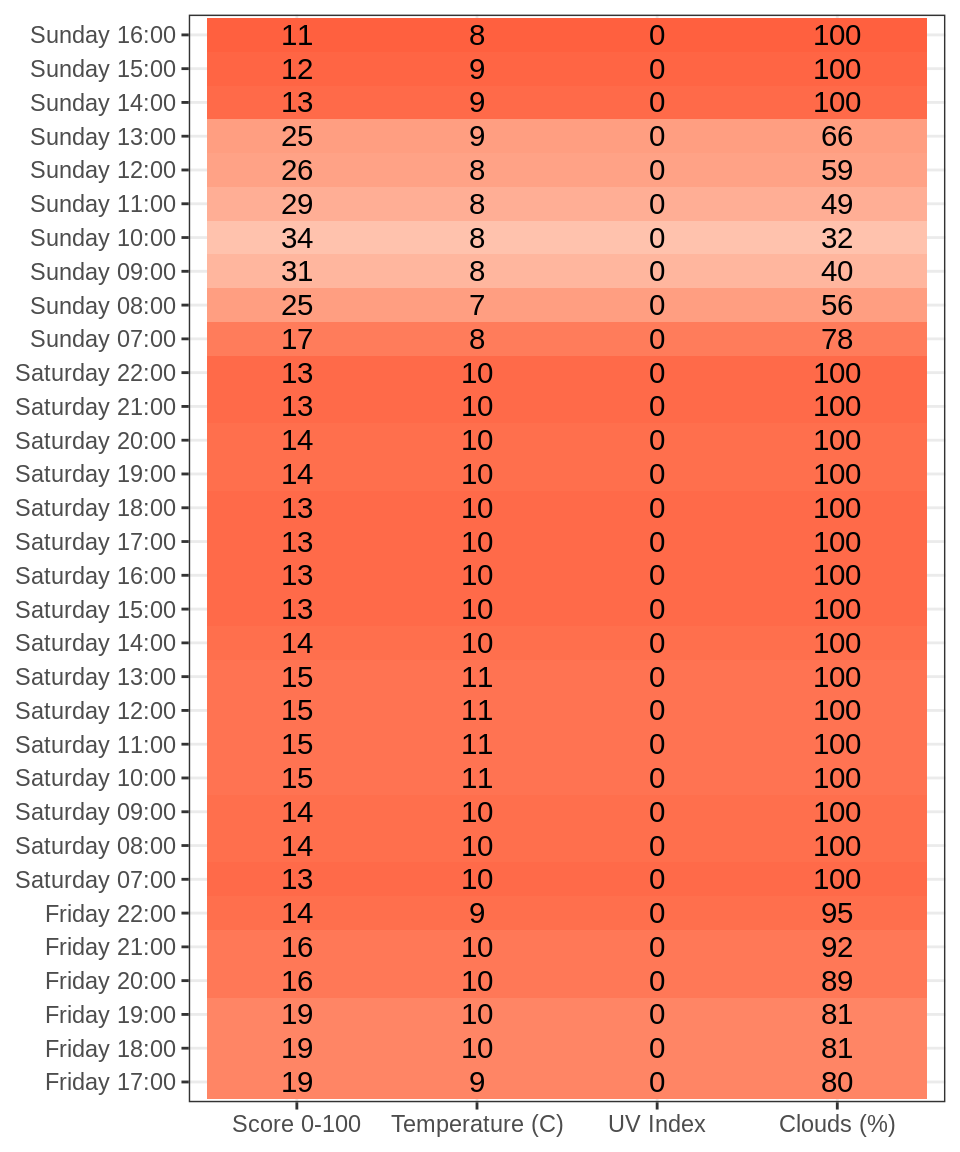 Sunday 16:00 11 8 0 100
Sunday 15:00 12 9 0 100
Sunday 14:00 13 9 0 100
Sunday 13:00 25 9 0 66
Sunday 12:00 26 8 0 59
Sunday 11:00 29 8 0 49
Sunday 10:00 34 8 0 32
Sunday 09:00 31 8 0 40
Sunday 08:00 25 7 0 56
Sunday 07:00 17 8 0 78
Saturday 22:00 13 10 0 100
Saturday 21:00 13 10 0 100
Saturday 20:00 14 10 0 100
Saturday 19:00 14 10 0 100
Saturday 18:00 13 10 0 100
Saturday 17:00 13 10 0 100
Saturday 16:00 13 10 0 100
Saturday 15:00 13 10 0 100
Saturday 14:00 14 10 0 100
Saturday 13:00 15 11 0 100
Saturday 12:00 15 11 0 100
Saturday 11:00 15 11 0 100
Saturday 10:00 15 11 0 100
Saturday 09:00 14 10 0 100
Saturday 08:00 14 10 0 100
Saturday 07:00 13 10 0 100
Friday 22:00 14 9 0 95
Friday 21:00 16 10 0 92
Friday 20:00 16 10 0 89
Friday 19:00 19 10 0 81
Friday 18:00 19 10 0 81
Friday 17:00 19 9 0 80
Score 0-100 Temperature (C) UV Index Clouds (%)